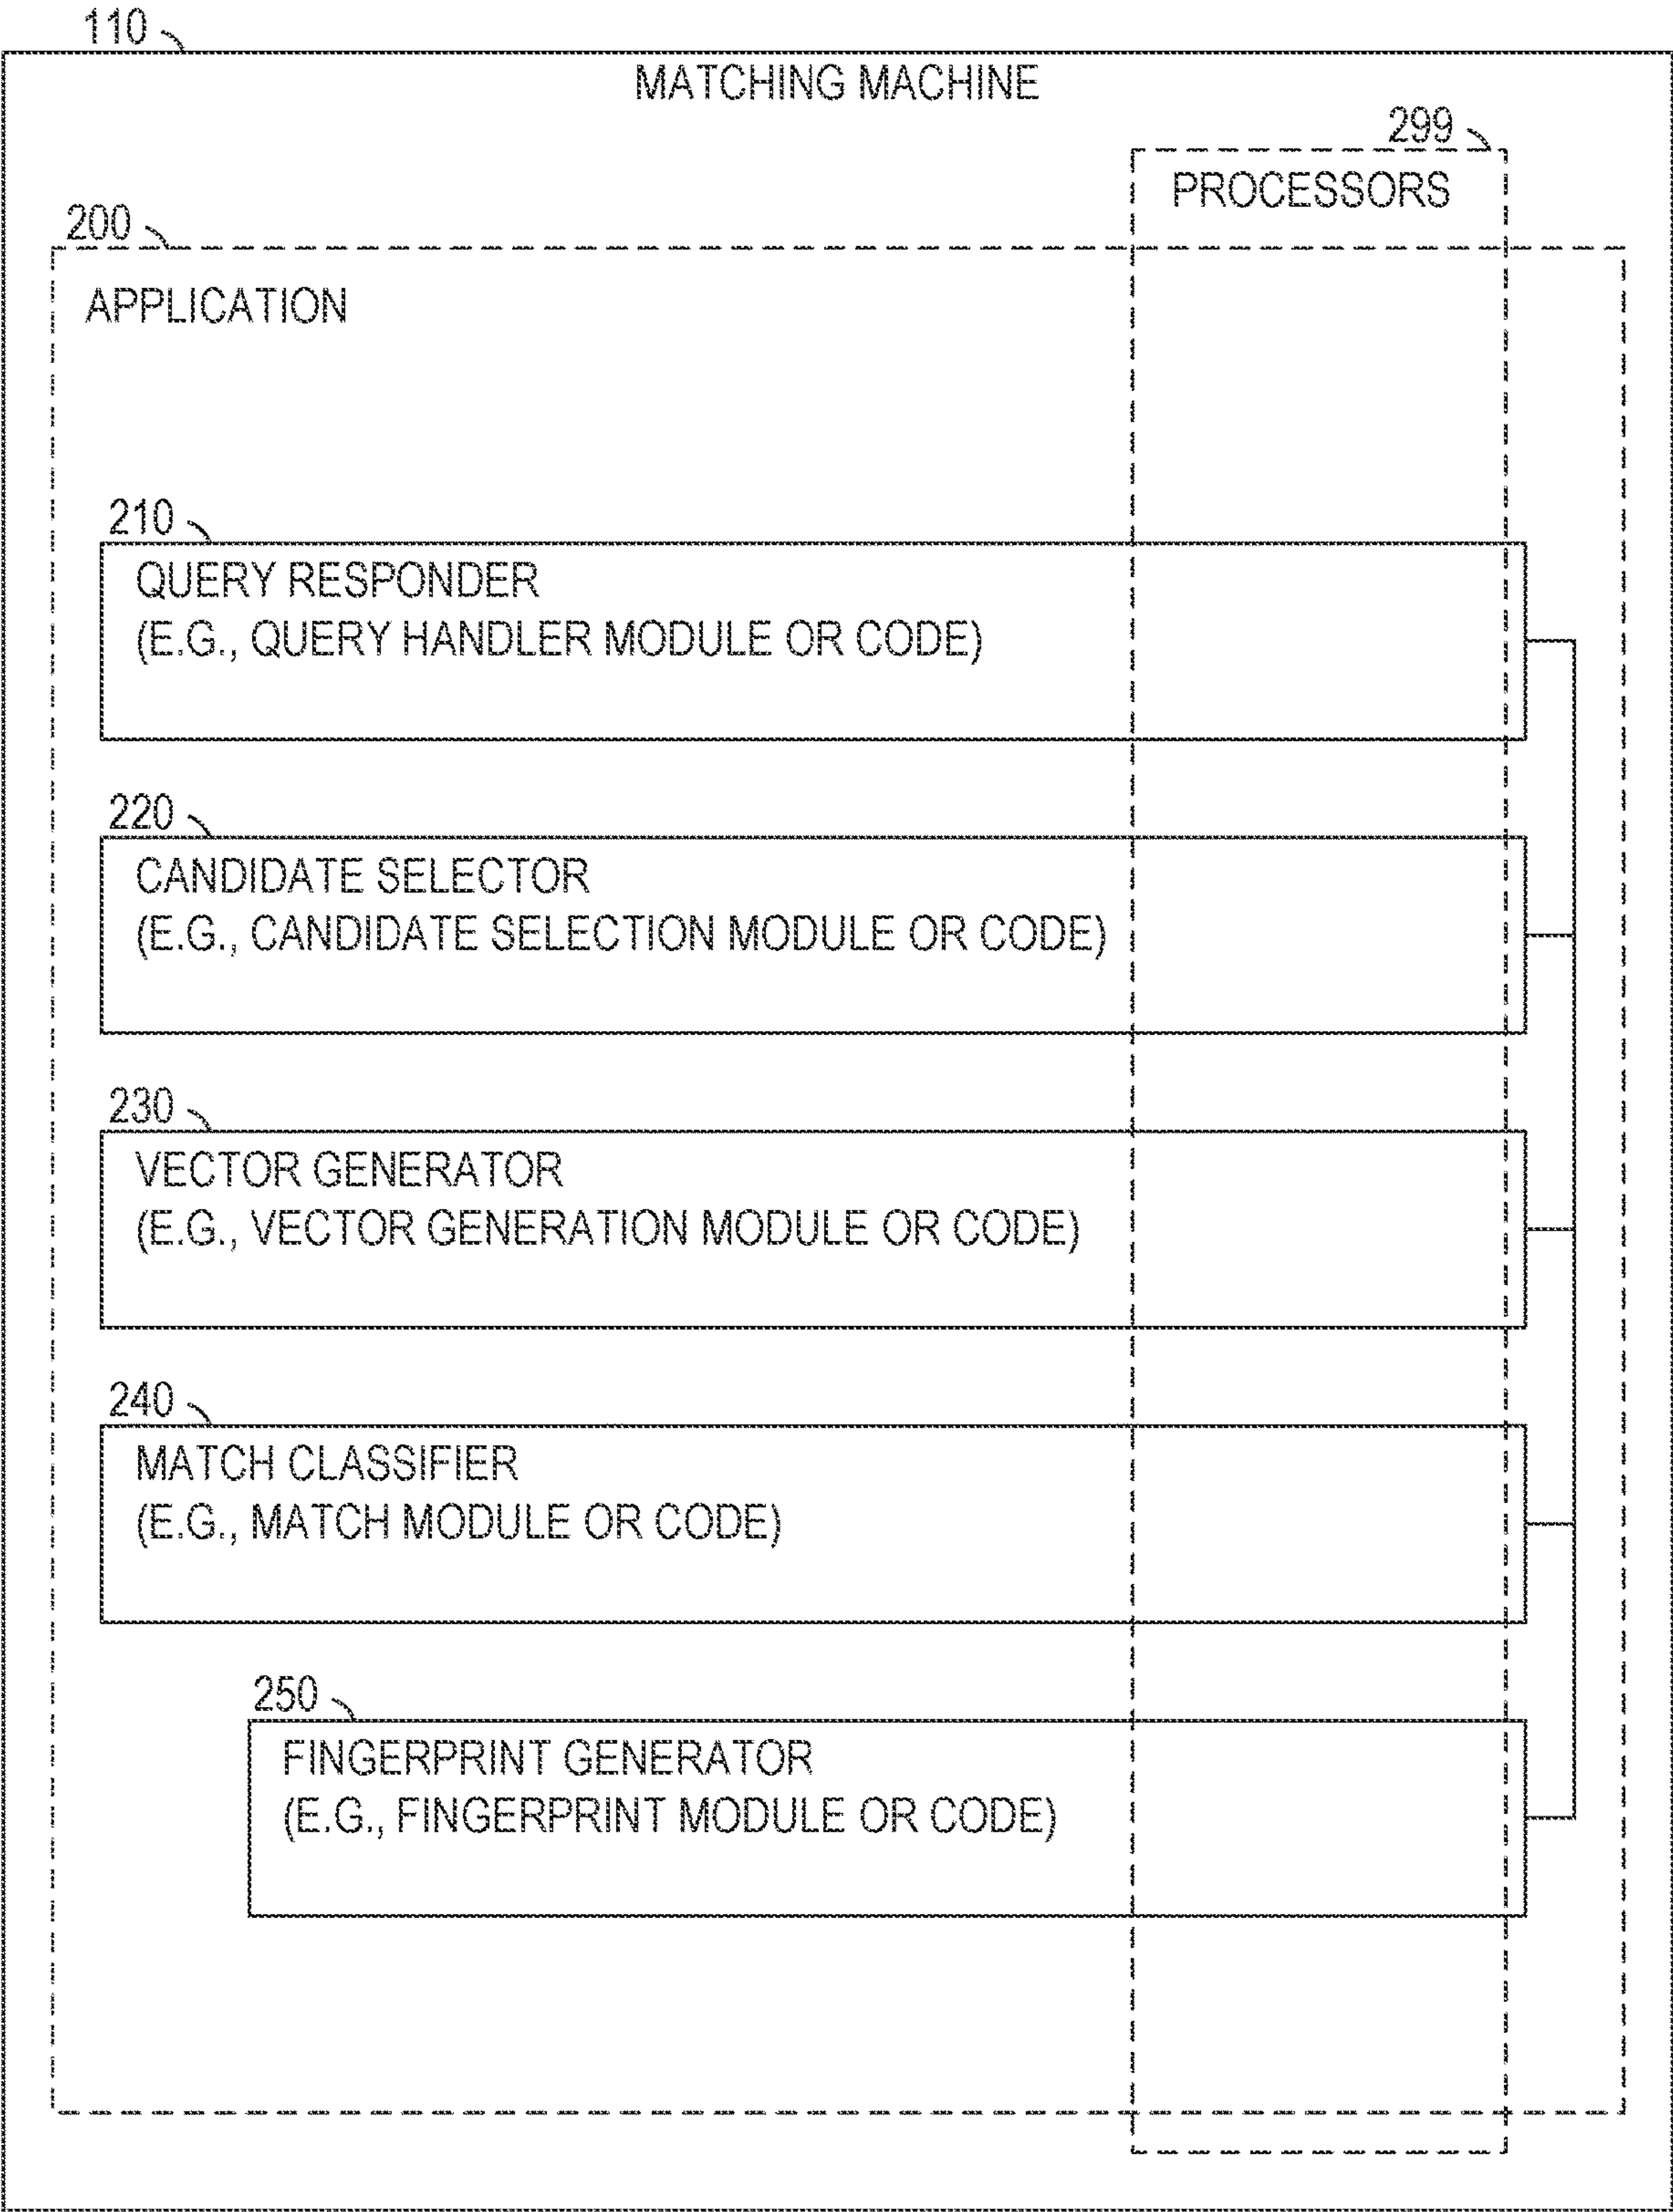 110
MATCHING MACHINE
299
PROCESSORS
200
APPLICATION
210
QUERY RESPONDER
(E.G., QUERY HANDLER MODULE OR CODE)
220
CANDIDATE SELECTOR
(E.G., CANDIDATE SELECTION MODULE OR CODE)
230
VECTOR GENERATOR
(E.G., VECTOR GENERATION MODULE OR CODE)
240
MATCH CLASSIFIER
(E.G., MATCH MODULE OR CODE)
250
FINGERPRINT GENERATOR
(E.G., FINGERPRINT MODULE OR CODE)